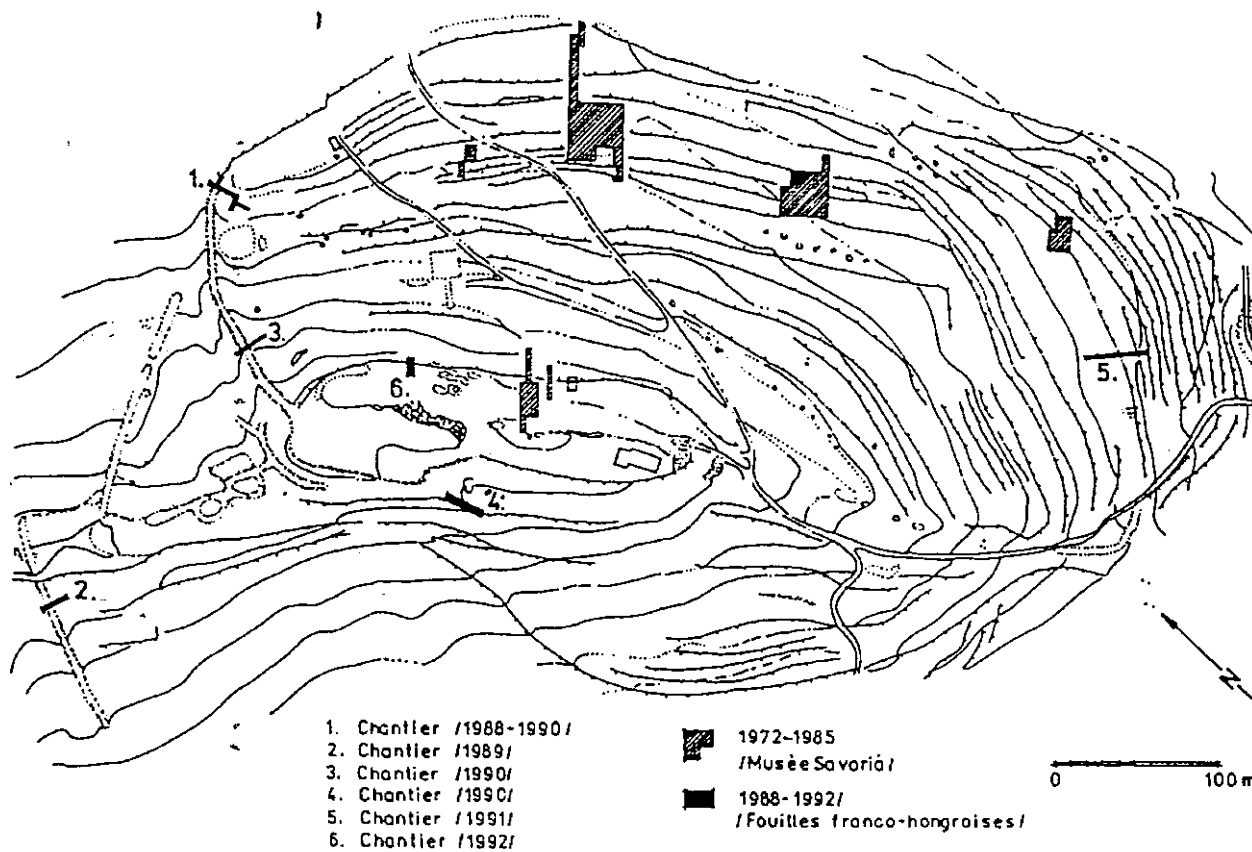 1.
3.
6.
5.
4.
2.
N
1. Chantier /1988-1990/
2. Chantier /1989/
3. Chantier /1990/
4. Chantier /1990/
5. Chantier /1991/
6. Chantier /1992/
1972-1985
/Musèe Savaria/
1988-1992/
/Fouilles franco-hongroises/
0 100 m